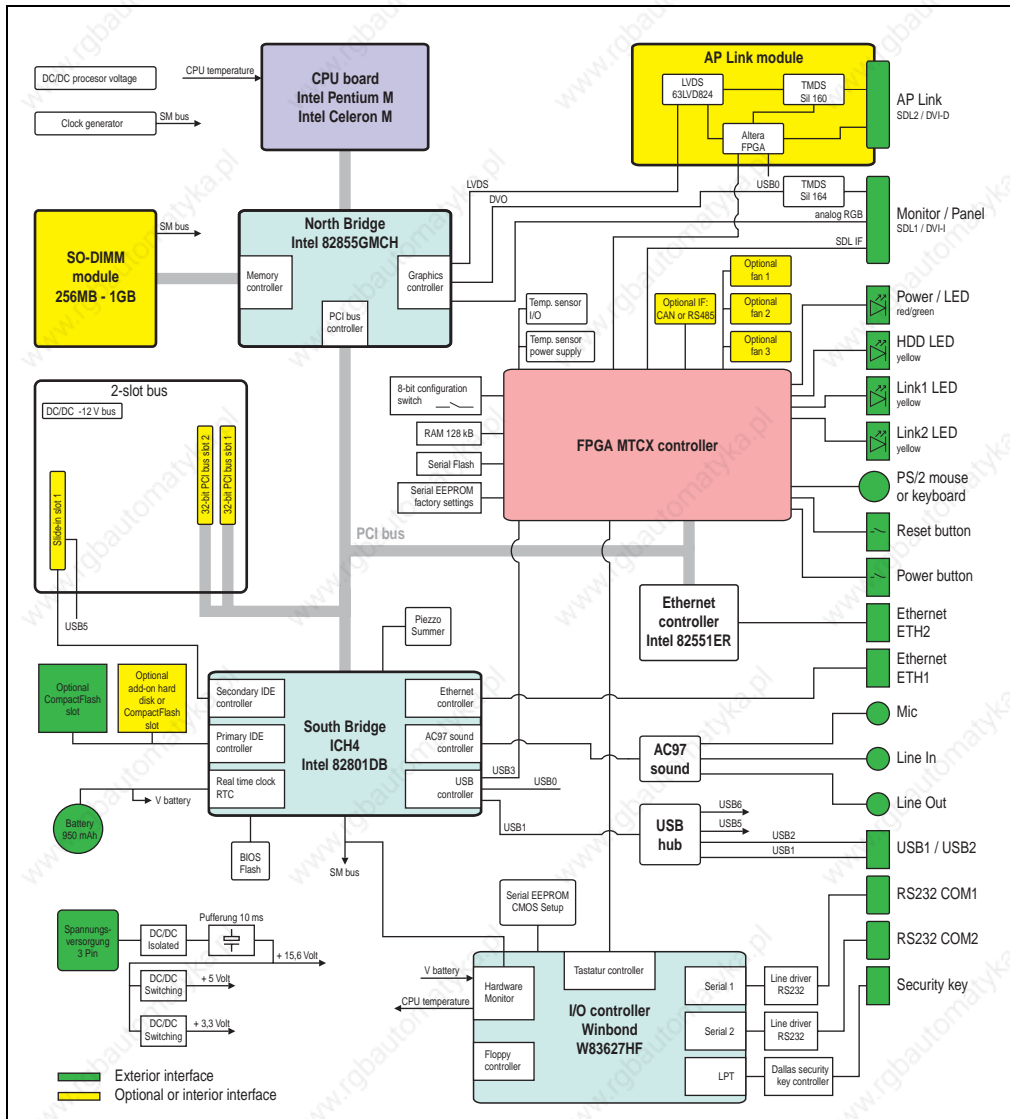 DC/DC procesor voltage
CPU temperature
Clock generator
SM bus
CPU board
Intel Pentium M
Intel Celeron M
AP Link module
LVDS
63LVD824
TMDS
Sil 160
Altera
FPGA
AP Link
SDL2 / DVI-D
LVDS
DVO
USB0
TMDS
Sil 164
analog RGB
SDL IF
Monitor / Panel
SDL1 / DVI-I
SO-DIMM
module
256MB - 1GB
SM bus
North Bridge
Intel 82855GMCH
Memory
controller
Graphics
controller
PCI bus
controller
Temp. sensor
I/O
Temp. sensor
power supply
Optional IF:
CAN or RS485
Optional
fan 1
Optional
fan 2
Optional
fan 3
Power / LED
red/green
HDD LED
yellow
Link1 LED
yellow
Link2 LED
yellow
2-slot bus
DC/DC -12 V bus
32-bit PCI bus slot 2
32-bit PCI bus slot 1
Slide-in slot 1
USB5
8-bit configuration
switch
RAM 128 kB
Serial Flash
Serial EEPROM
factory settings
FPGA MTCX controller
PCI bus
PS/2 mouse
or keyboard
Reset button
Power button
Ethernet
controller
Intel 82551ER
Ethernet
ETH2
Ethernet
ETH1
Piezzo
Summer
Optional
CompactFlash
slot
Optional
add-on hard
disk or
CompactFlash
slot
Secondary IDE
controller
Primary IDE
controller
Real time clock
RTC
South Bridge
ICH4
Intel 82801DB
Ethernet
controller
AC97 sound
controller
USB
controller
USB3
USB0
USB1
V battery
Battery
950 mAh
BIOS
Flash
SM bus
AC97
sound
Mic
Line In
Line Out
USB
hub
USB6
USB5
USB2
USB1
USB1 / USB2
Spannungs-
versorgung
3 Pin
DC/DC
Isolated
Pufferung 10 ms
+ 15,6 Volt
DC/DC
Switching
+ 5 Volt
DC/DC
Switching
+ 3,3 Volt
Serial EEPROM
CMOS Setup
V battery
CPU temperature
Hardware
Monitor
Tastatur controller
I/O controller
Winbond
W83627HF
Floppy
controller
Serial 1
Serial 2
LPT
Line driver
RS232
Line driver
RS232
Dallas security
key controller
RS232 COM1
RS232 COM2
Security key
Exterior interface
Optional or interior interface
www.rgbautomatyka.pl